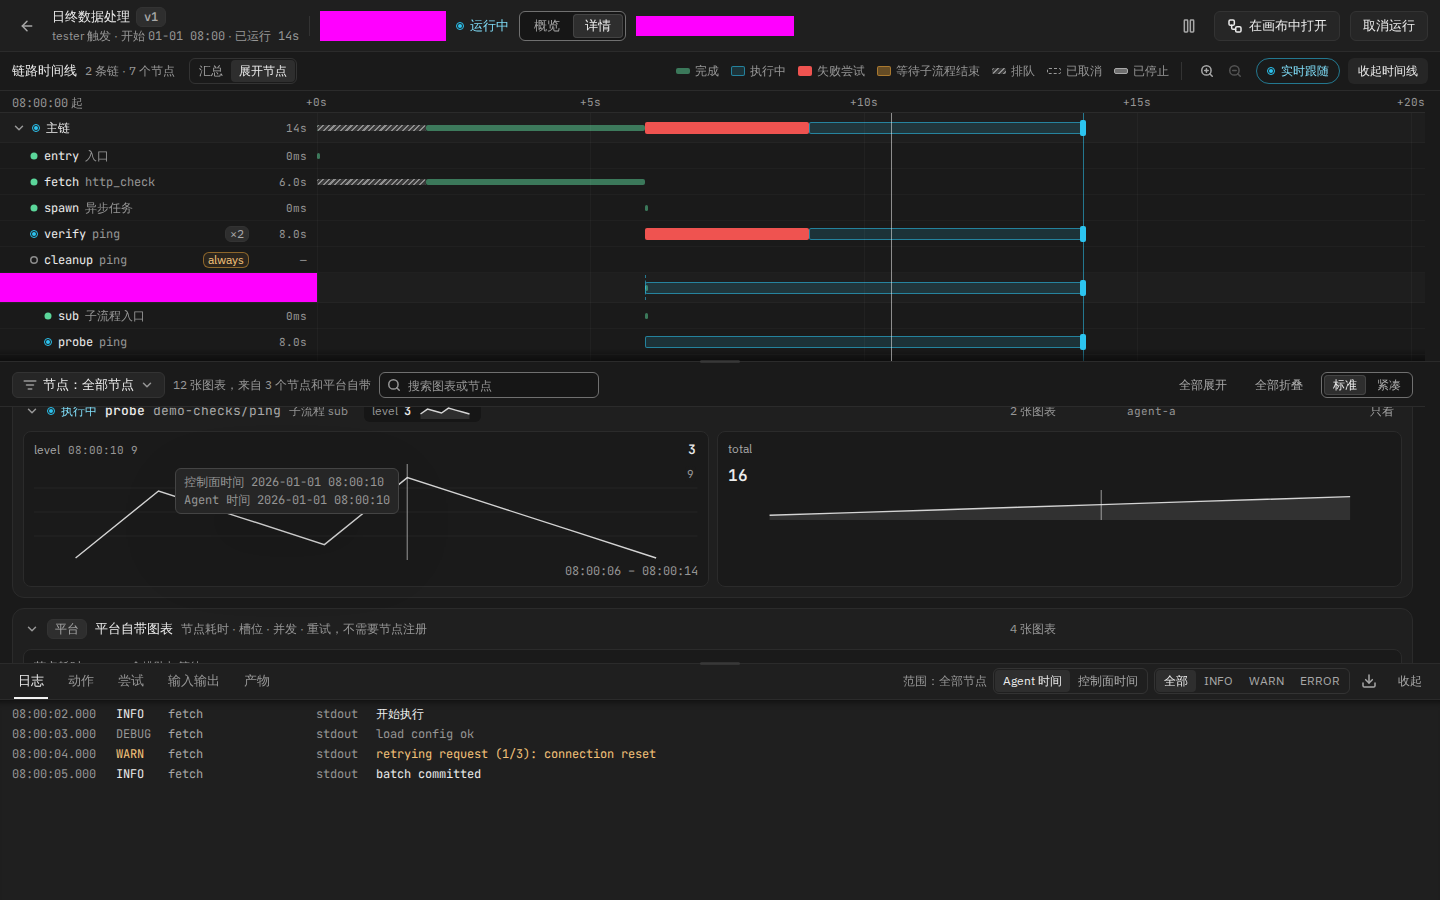 日终数据处理 v1
tester 触发 · 开始 01-01 08:00 · 已运行 14s
运行中 概览 详情
在画布中打开 取消运行
链路时间线 2 条链 · 7 个节点 汇总 展开节点
完成 执行中 失败尝试 等待子流程结束 排队 已取消 已停止
实时跟随 收起时间线
08:00:00 起 +0s +5s +10s +15s +20s
主链 14s
entry 入口 0ms
fetch http_check 6.0s
spawn 异步任务 0ms
verify ping ×2 8.0s
cleanup ping always —
sub 子流程入口 0ms
probe ping 8.0s
节点：全部节点 12 张图表，来自 3 个节点和平台自带 搜索图表或节点 全部展开 全部折叠 标准 紧凑
执行中 probe demo-checks/ping 子流程 sub level 3 2 张图表 agent-a 只看
level 08:00:10 9 3
9
控制面时间 2026-01-01 08:00:10
Agent 时间 2026-01-01 08:00:10
08:00:06 – 08:00:14
total
16
平台 平台自带图表 节点耗时 · 槽位 · 并发 · 重试，不需要节点注册 4 张图表
日志 动作 尝试 输入输出 产物 范围：全部节点 Agent 时间 控制面时间 全部 INFO WARN ERROR 收起
08:00:02.000 INFO fetch stdout 开始执行
08:00:03.000 DEBUG fetch stdout load config ok
08:00:04.000 WARN fetch stdout retrying request (1/3): connection reset
08:00:05.000 INFO fetch stdout batch committed